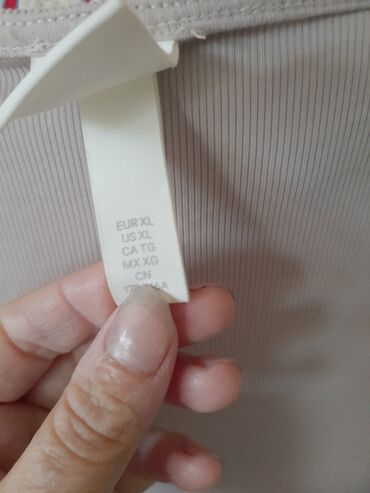 EUR XL
US XL
CA TG
MX XG
CN